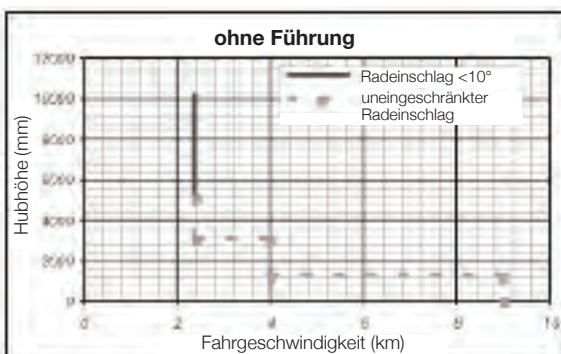 ohne Führung
12000
Radeinschlag <10°
uneingeschränkter
Radeinschlag
10000
8000
6000
4000
2000
0
Hubhöhe (mm)
0 2 4 6 8 10
Fahrgeschwindigkeit (km)